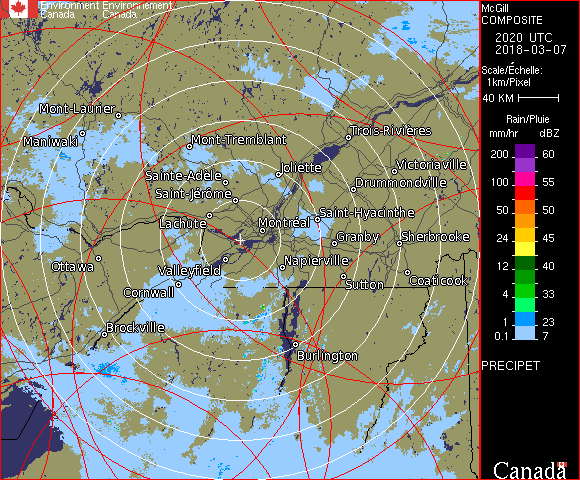 Environment Environnement
Canada Canada
Mont-Laurier
Maniwaki
Mont-Tremblant
Trois-Rivières
Joliette
Victoriaville
Sainte-Adèle
Drummondville
Saint-Jérôme
Saint-Hyacinthe
Lachute
Montréal
Granby
Sherbrooke
Ottawa
Valleyfield
Napierville
Cornwall
Sutton
Coaticook
Brockville
Burlington
McGill
COMPOSITE
2020 UTC
2018-03-07
Scale/Échelle:
1km/Pixel
40 KM
Rain/Pluie
mm/hr dBZ
200 60
100 55
50 50
24 45
12 40
4 33
1 23
0.1 7
PRECIPET
Canada